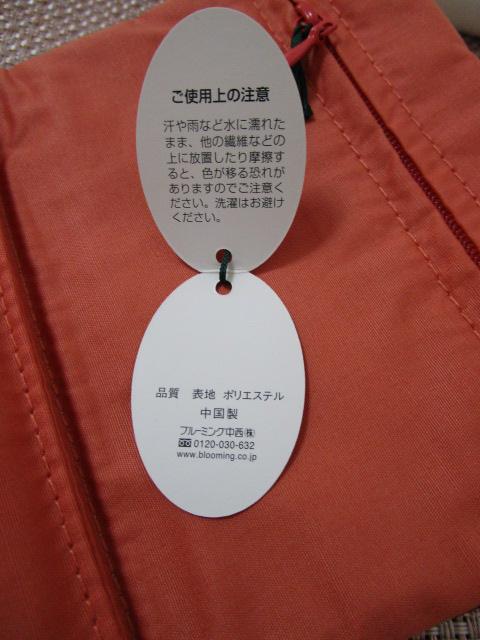 ご使用上の注意
汗や雨など水に濡れた
まま、他の繊維などの
上に放置したり摩擦す
ると、色が移る恐れが
ありますのでご注意く
ださい。洗濯はお避け
ください。
品質 表地 ポリエステル
中国製
ブルーミング中西(株)
0120-030-632
www.blooming.co.jp